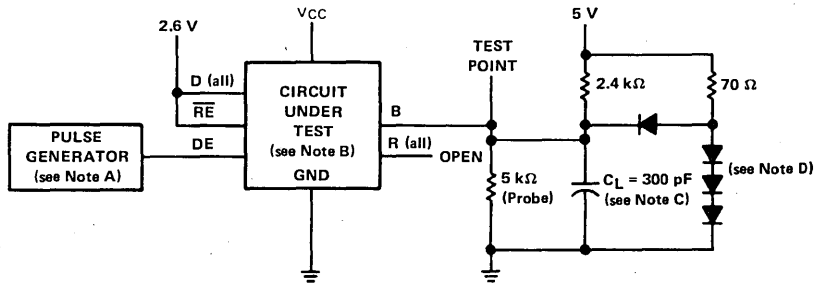 2.6 V
VCC
5 V
D (all)
RE
DE
PULSE
GENERATOR
(see Note A)
CIRCUIT
UNDER
TEST
(see Note B)
GND
B
R (all)
OPEN
TEST
POINT
2.4 kΩ
70 Ω
5 kΩ
(Probe)
CL = 300 pF
(see Note C)
(see Note D)